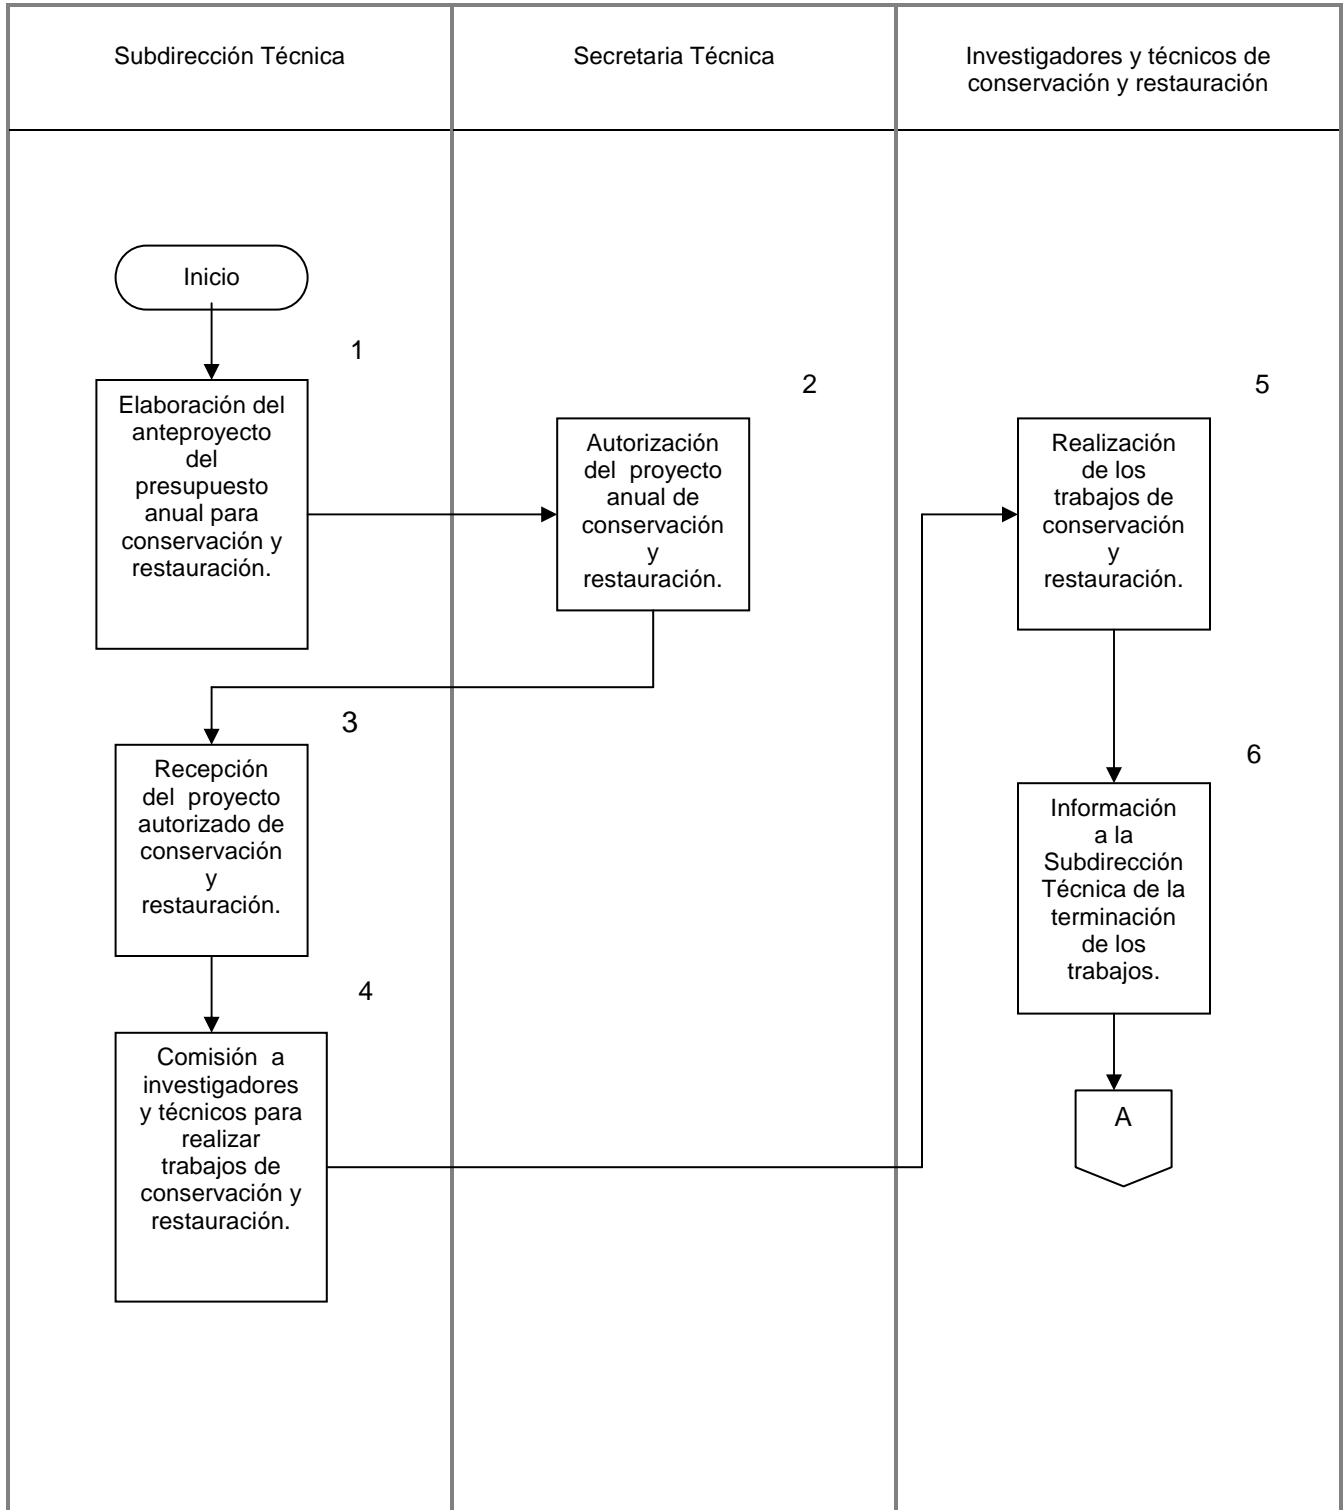 Subdirección Técnica
Secretaria Técnica
Investigadores y técnicos de
conservación y restauración
Inicio
1
Elaboración del
anteproyecto
del
presupuesto
anual para
conservación y
restauración.
2
Autorización
del proyecto
anual de
conservación
y
restauración.
3
Recepción
del proyecto
autorizado de
conservación
y
restauración.
4
Comisión a
investigadores
y técnicos para
realizar
trabajos de
conservación y
restauración.
5
Realización
de los
trabajos de
conservación
y
restauración.
6
Información
a la
Subdirección
Técnica de la
terminación
de los
trabajos.
A